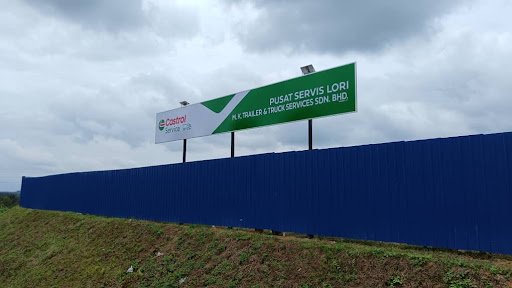 Castrol
Service
PUSAT SERVIS LORI
M.K.TRAILER & TRUCK SERVICES SDN. BHD.